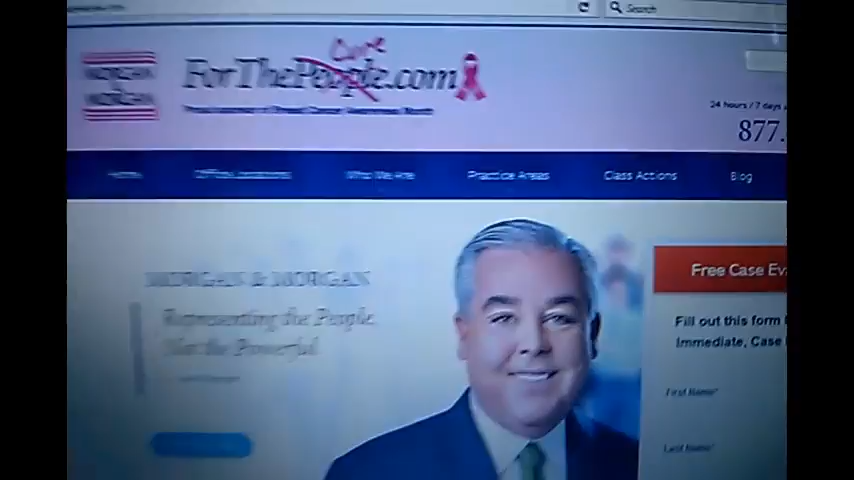 Search
MORGAN
& MORGAN
ForThePeople.com
Cure
24 hours / 7 days
877.
Home
Office Locations
Who We Are
Practice Areas
Class Actions
Blog
MORGAN & MORGAN
Representing the People,
Not the Powerful
Free Case Ev
Fill out this form
Immediate, Case
First Name*
Last Name*